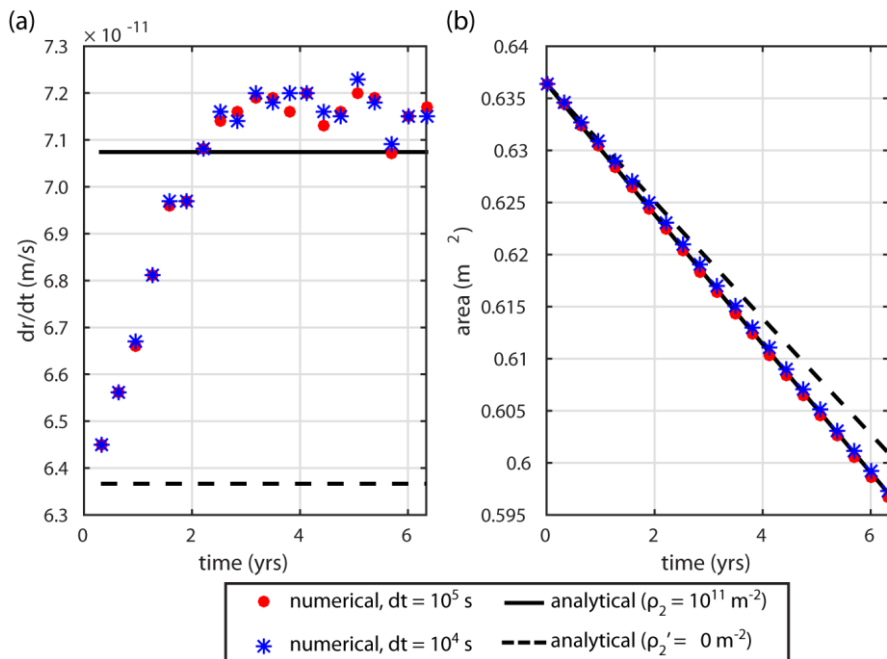 (a)
× 10 ⁻¹¹
7.3
7.2
7.1
7.0
6.9
6.8
6.7
6.6
6.5
6.4
6.3
dr/dt (m/s)
0
2
4
6
time (yrs)
(b)
0.64
0.635
0.63
0.625
0.62
0.615
0.61
0.605
0.6
0.595
area (m ²)
0
2
4
6
time (yrs)
numerical, dt = 10⁵ s
analytical (ρ₂ = 10¹¹ m⁻²)
numerical, dt = 10⁴ s
analytical (ρ₂' = 0 m⁻²)